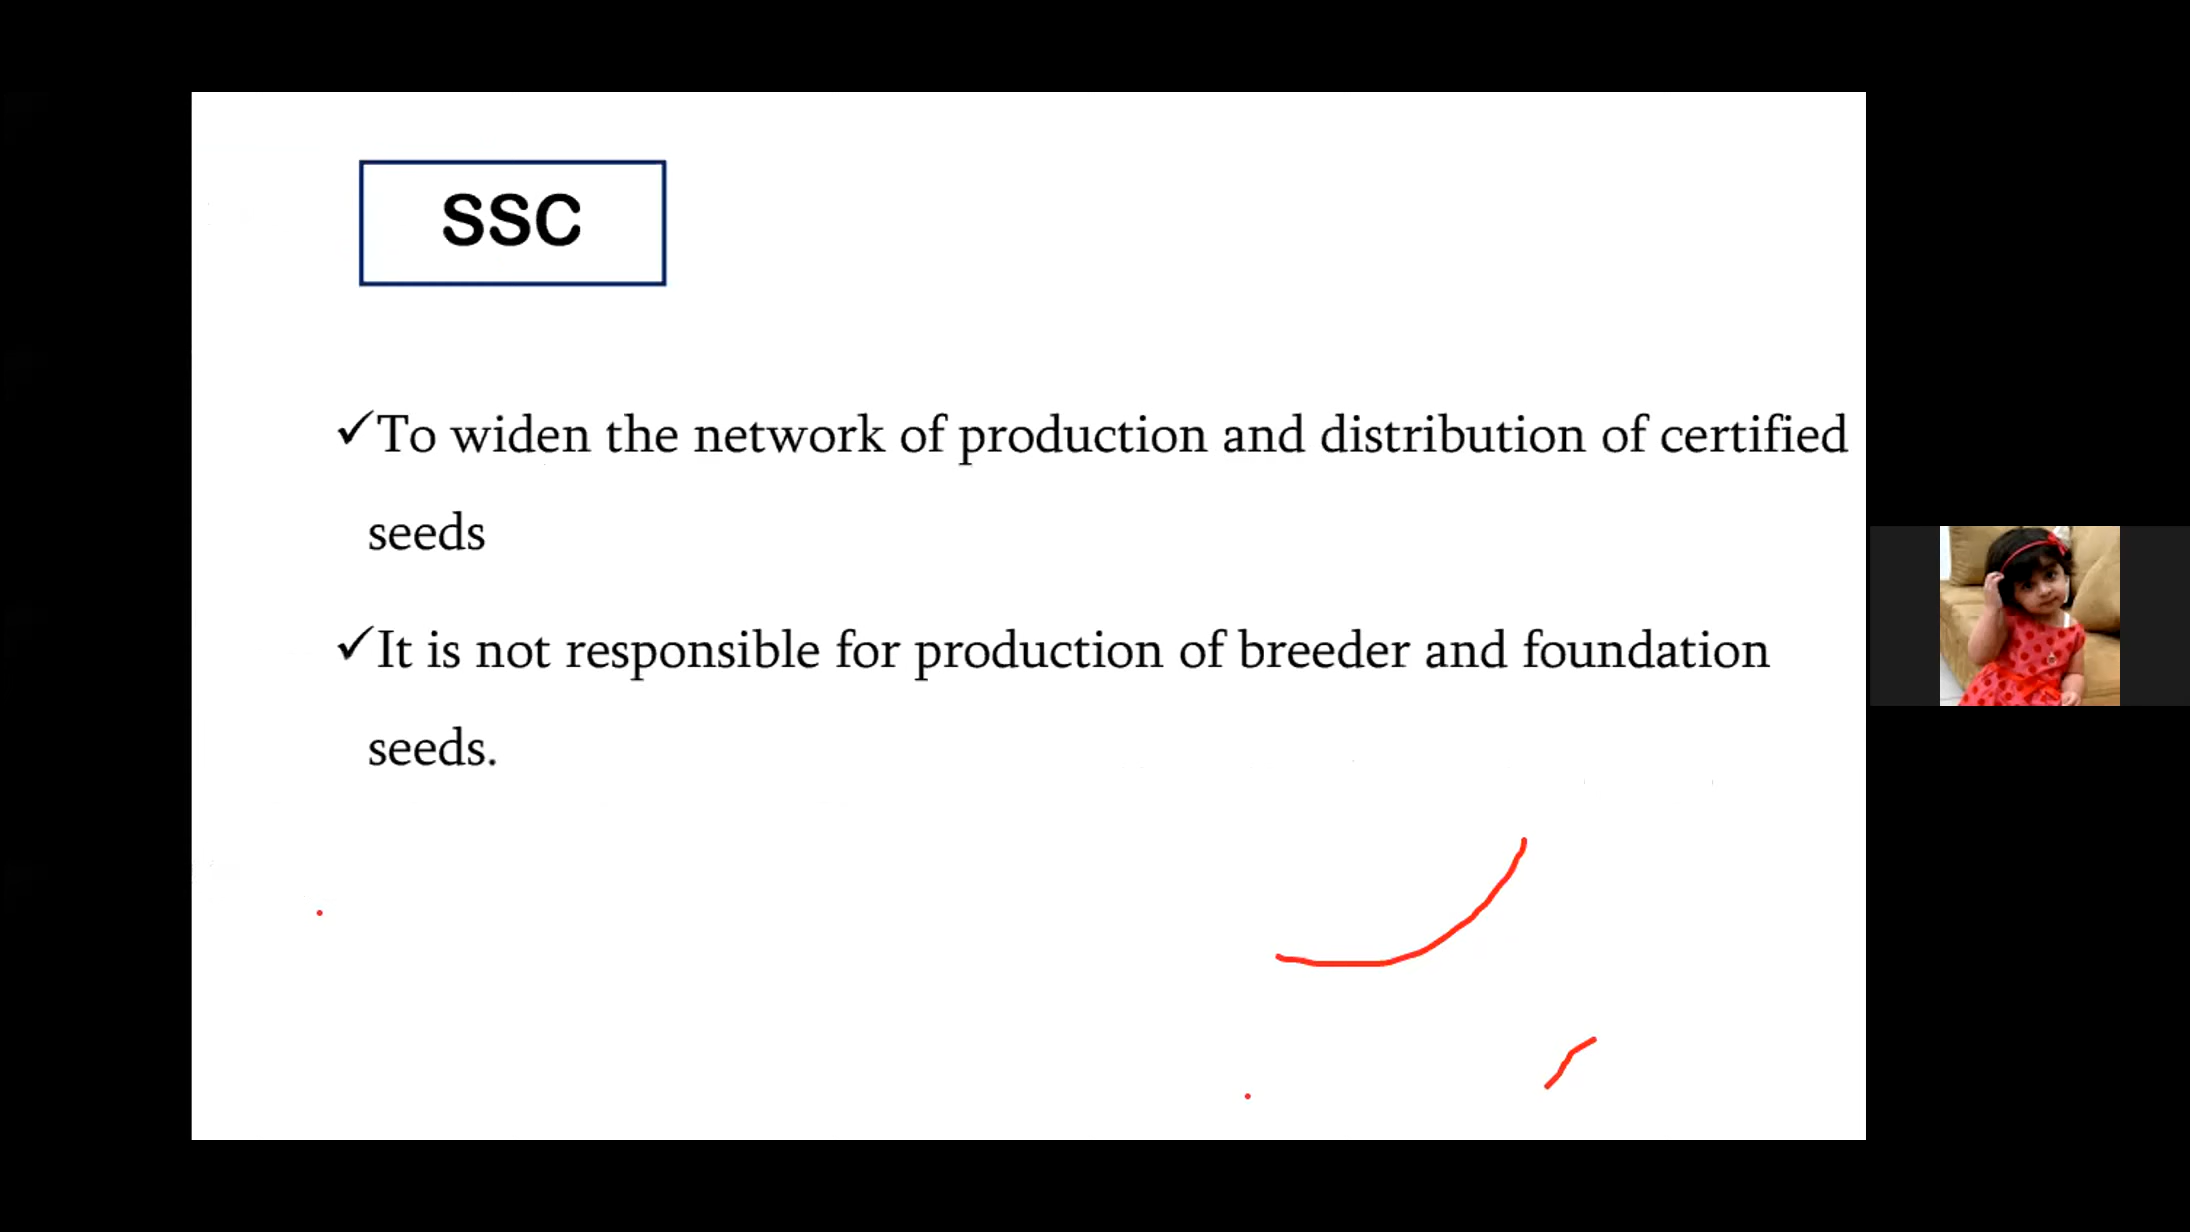 SSC
✓To widen the network of production and distribution of certified
seeds
✓It is not responsible for production of breeder and foundation
seeds.